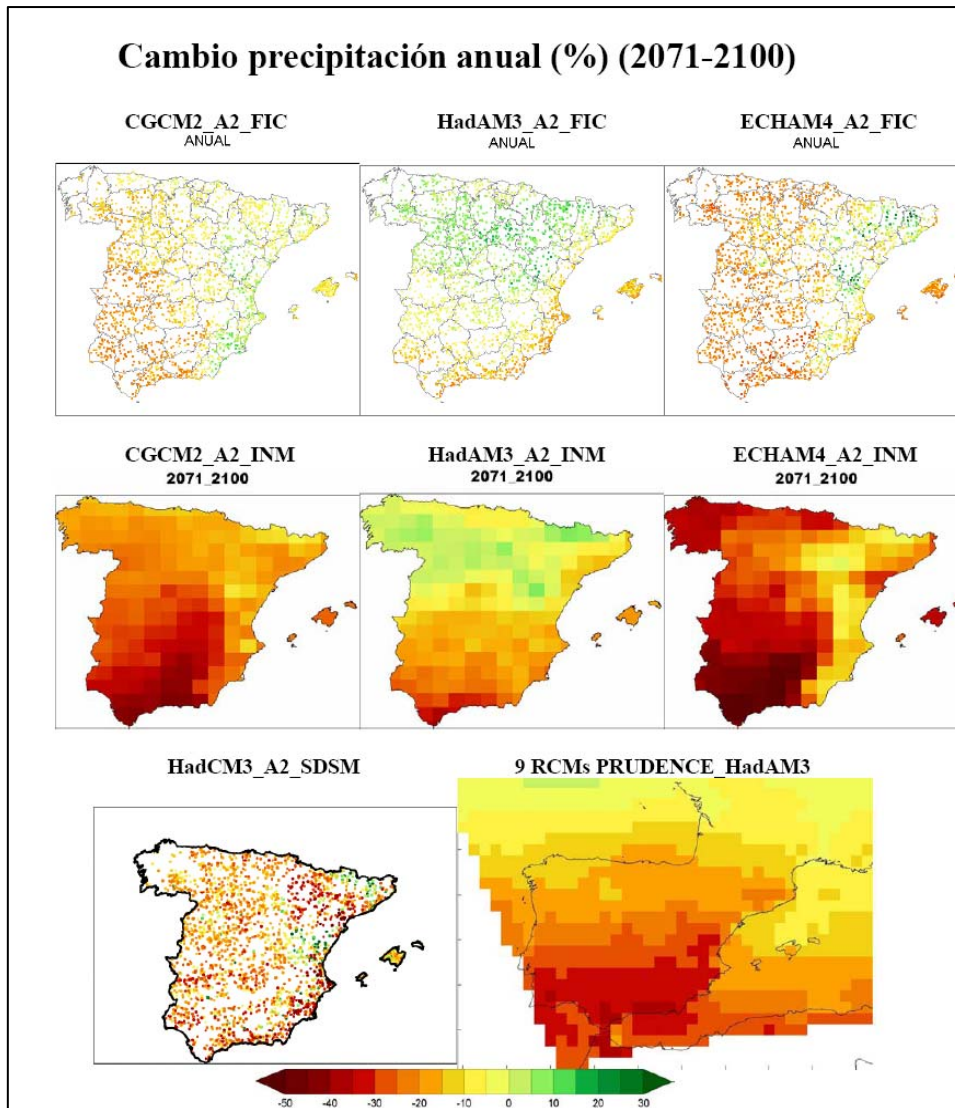 Cambio precipitación anual (%) (2071-2100)
CGCM2_A2_FIC
ANUAL
HadAM3_A2_FIC
ANUAL
ECHAM4_A2_FIC
ANUAL
CGCM2_A2_INM
2071_2100
HadAM3_A2_INM
2071_2100
ECHAM4_A2_INM
2071_2100
HadCM3_A2_SDSM
9 RCMs PRUDENCE_HadAM3
-50 -40 -30 -20 -10 0 10 20 30